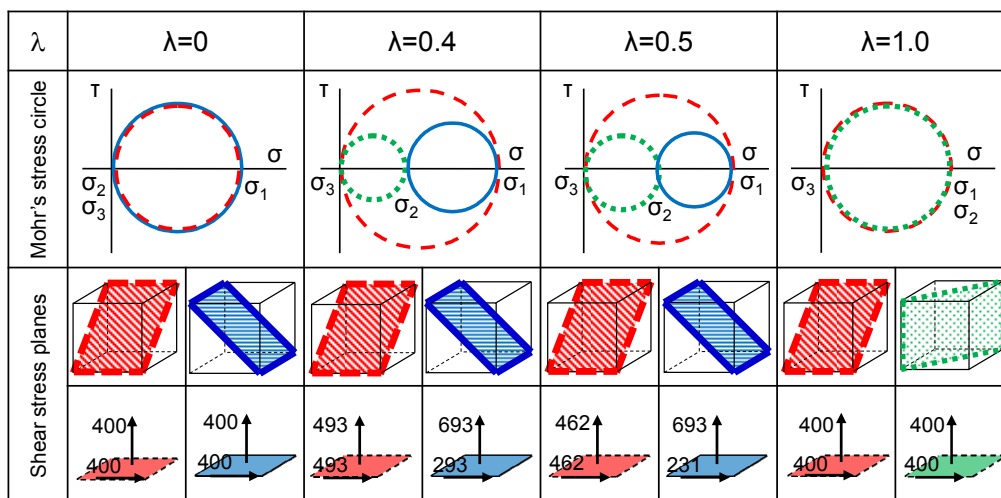 λ
λ=0
λ=0.4
λ=0.5
λ=1.0
Mohr's stress circle
τ
σ
σ2
σ3
σ1
τ
σ
σ3
σ2
σ1
τ
σ
σ3
σ2
σ1
τ
σ
σ3
σ1
σ2
Shear stress planes
400
400
400
400
493
493
693
293
462
462
693
231
400
400
400
400